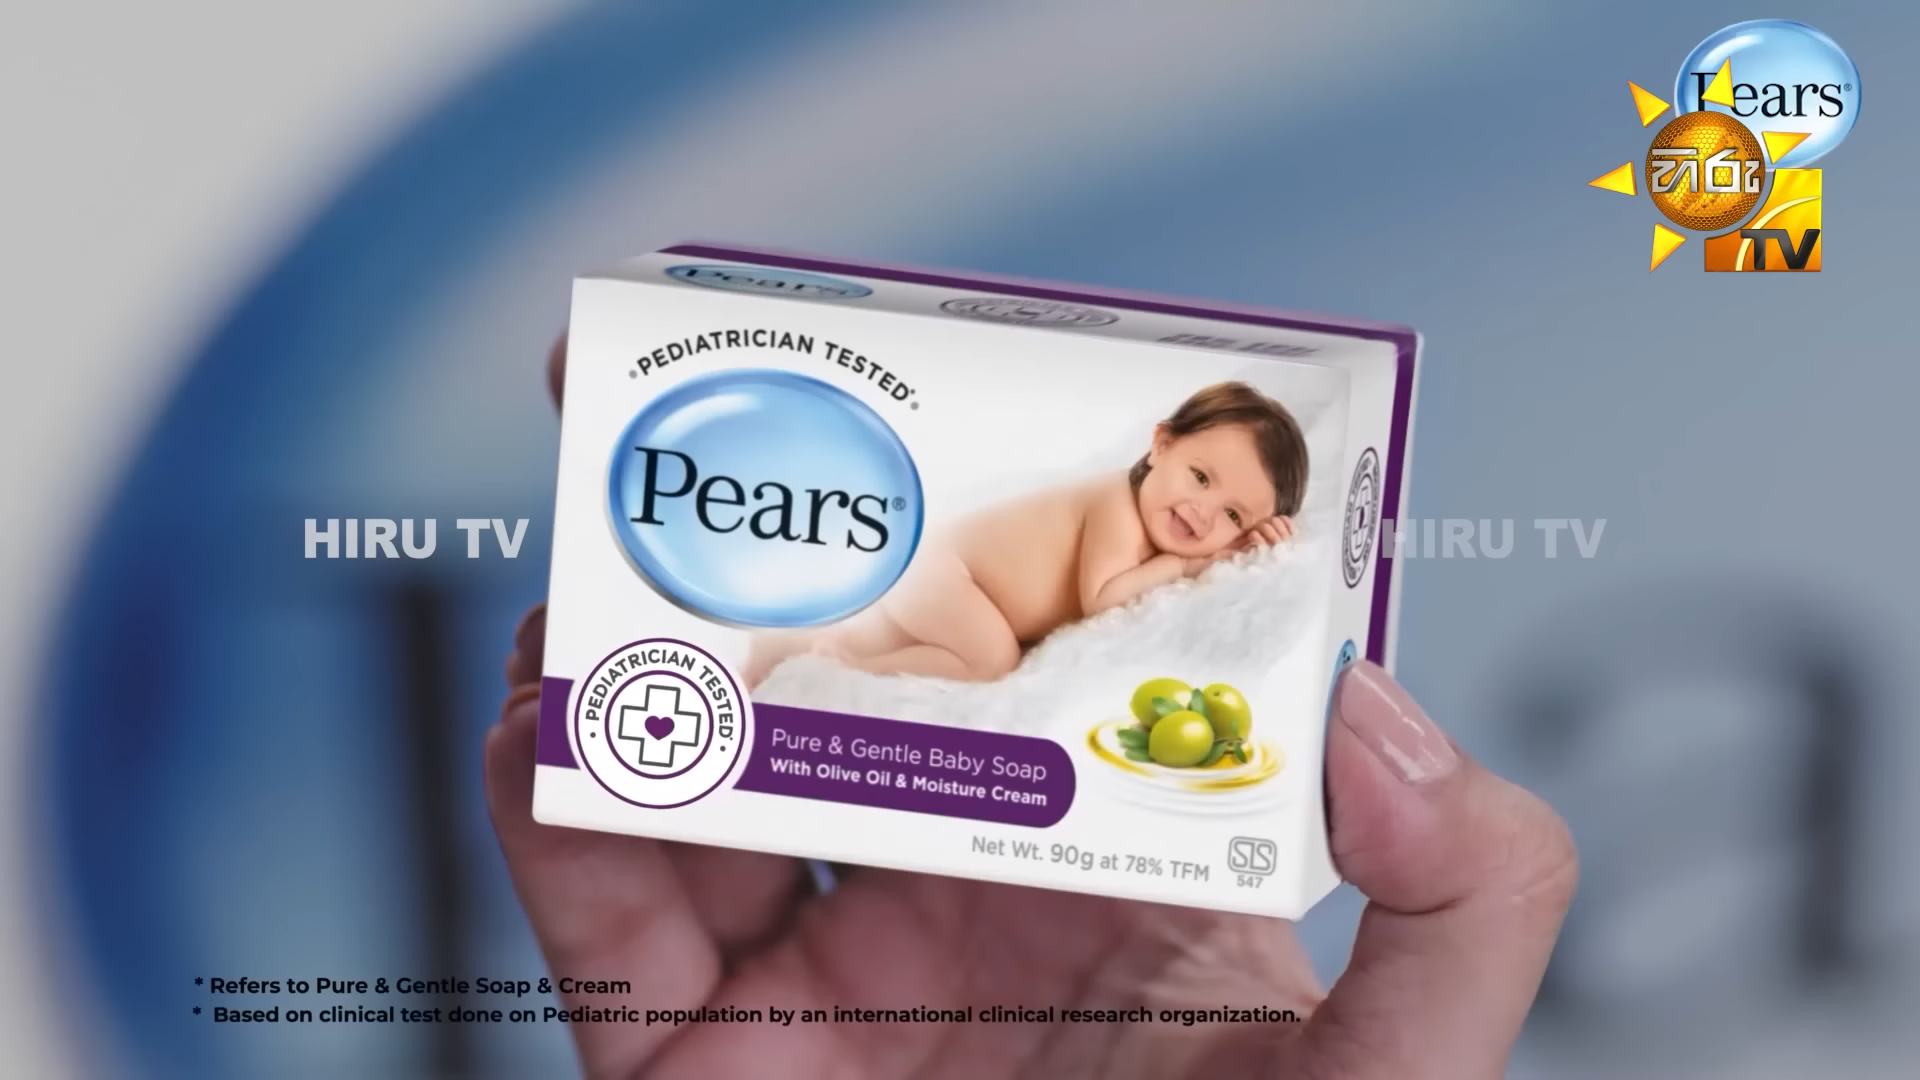 Pears®
හිරු
TV
Pears
PEDIATRICIAN TESTED*
Pears®
HIRU TV
HIRU TV
PEDIATRICIAN TESTED*
Pure & Gentle Baby Soap
With Olive Oil & Moisture Cream
Net Wt. 90g at 78% TFM
SLS
547
* Refers to Pure & Gentle Soap & Cream
* Based on clinical test done on Pediatric population by an international clinical research organization.